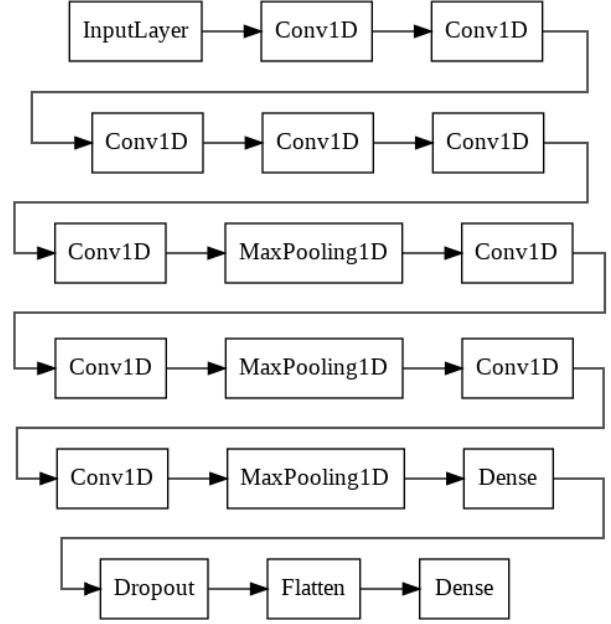 InputLayer Conv1D Conv1D
Conv1D Conv1D Conv1D
Conv1D MaxPooling1D Conv1D
Conv1D MaxPooling1D Conv1D
Conv1D MaxPooling1D Dense
Dropout Flatten Dense